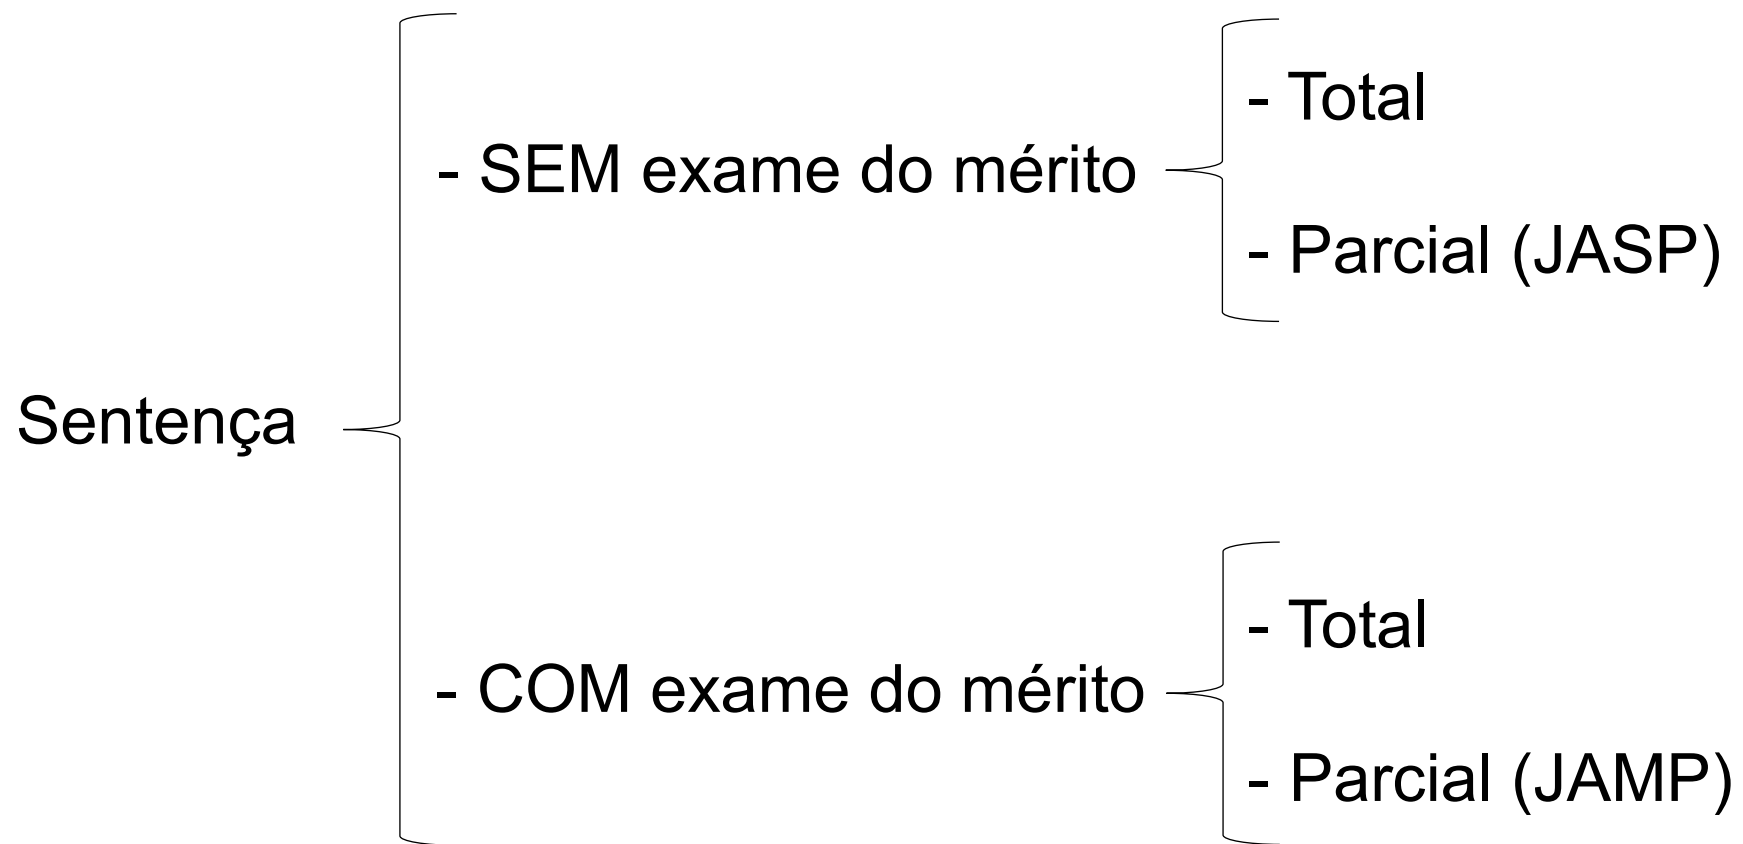 Sentença
- SEM exame do mérito
- Total
- Parcial (JASP)
- COM exame do mérito
- Total
- Parcial (JAMP)